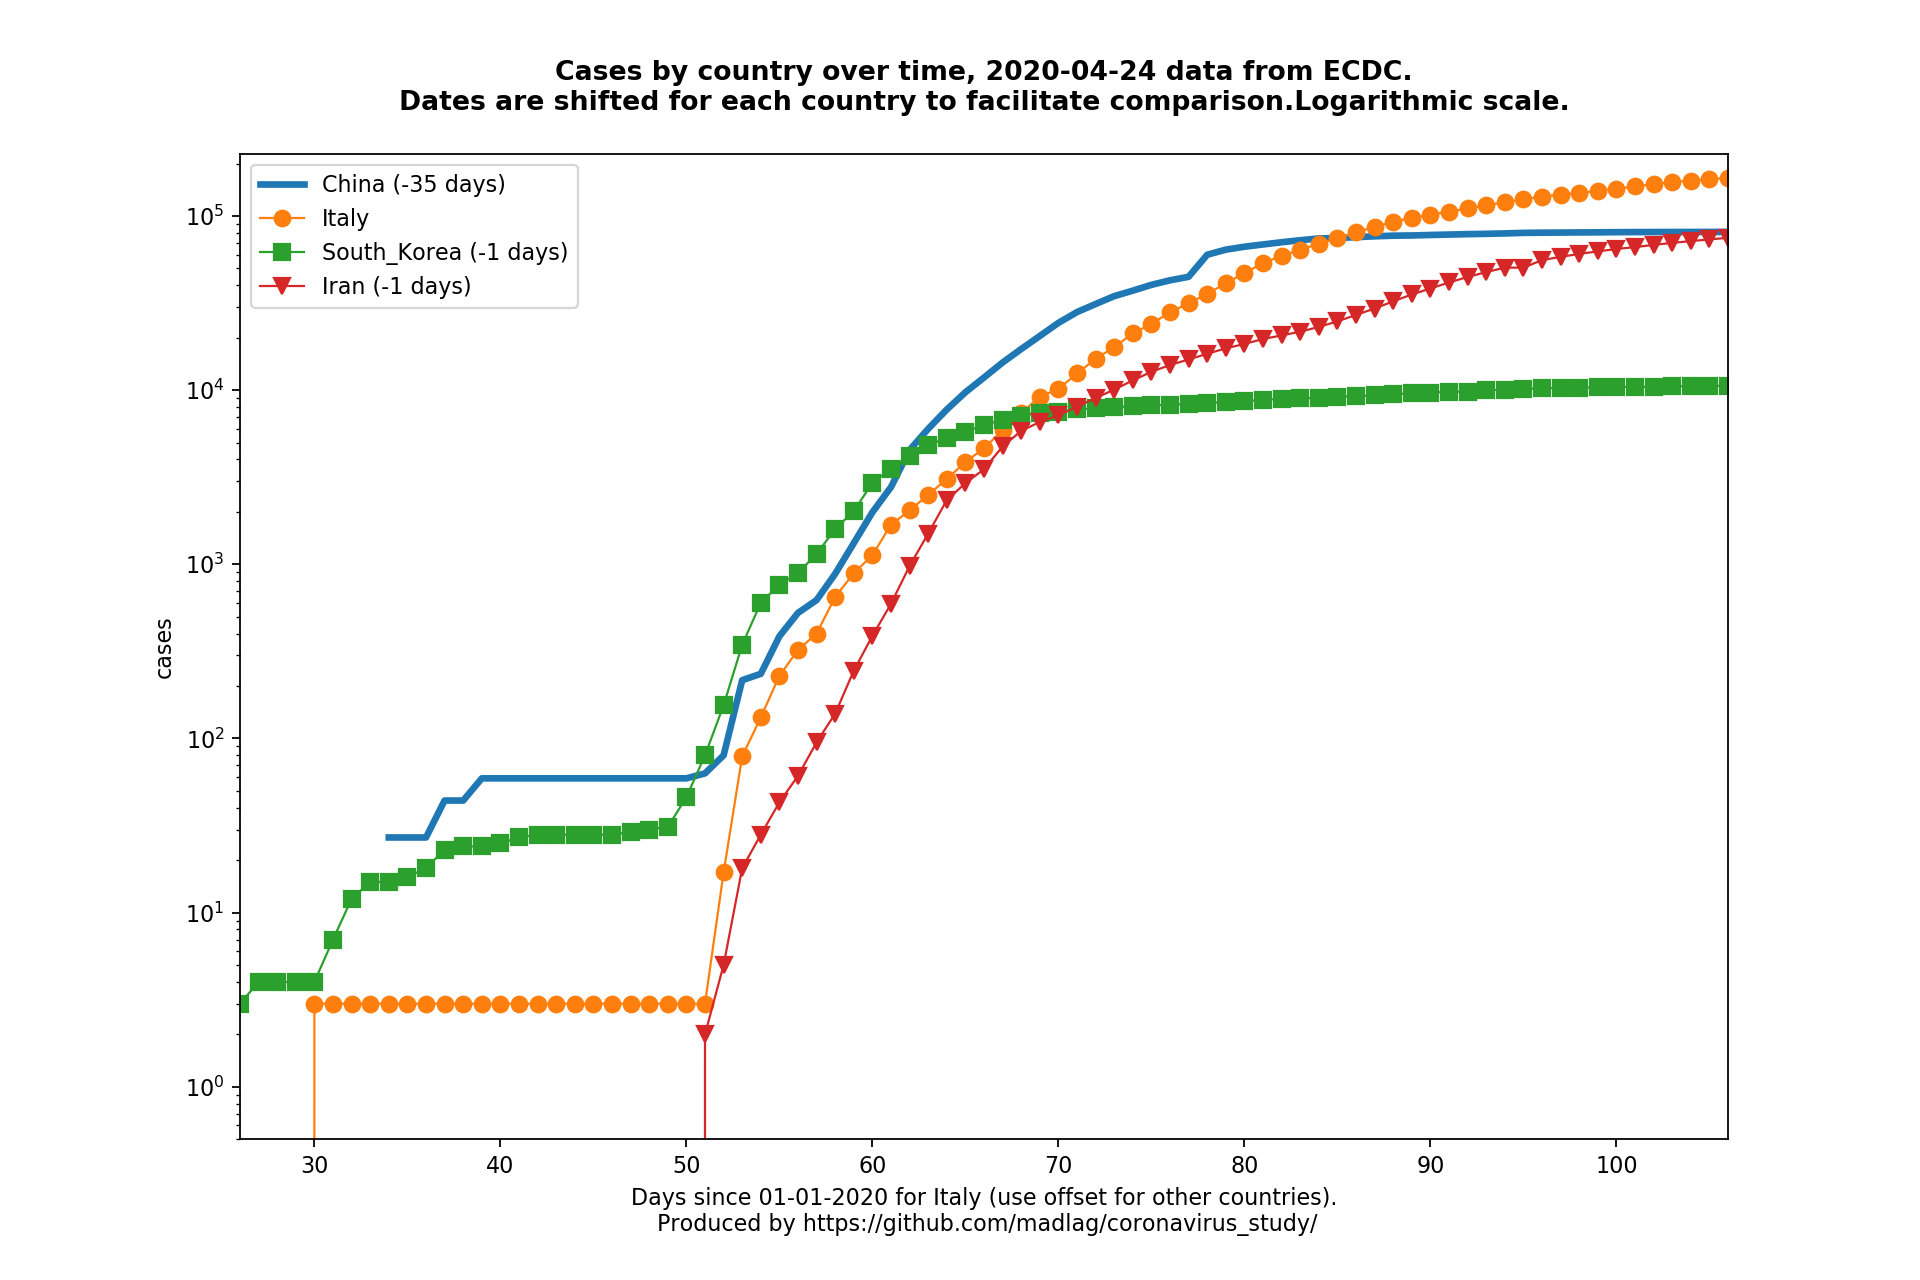 Cases by country over time, 2020-04-24 data from ECDC.
Dates are shifted for each country to facilitate comparison.Logarithmic scale.
China (-35 days)
Italy
South_Korea (-1 days)
Iran (-1 days)
10⁵
10⁴
10³
10²
10¹
10⁰
cases
30 40 50 60 70 80 90 100
Days since 01-01-2020 for Italy (use offset for other countries).
Produced by https://github.com/madlag/coronavirus_study/